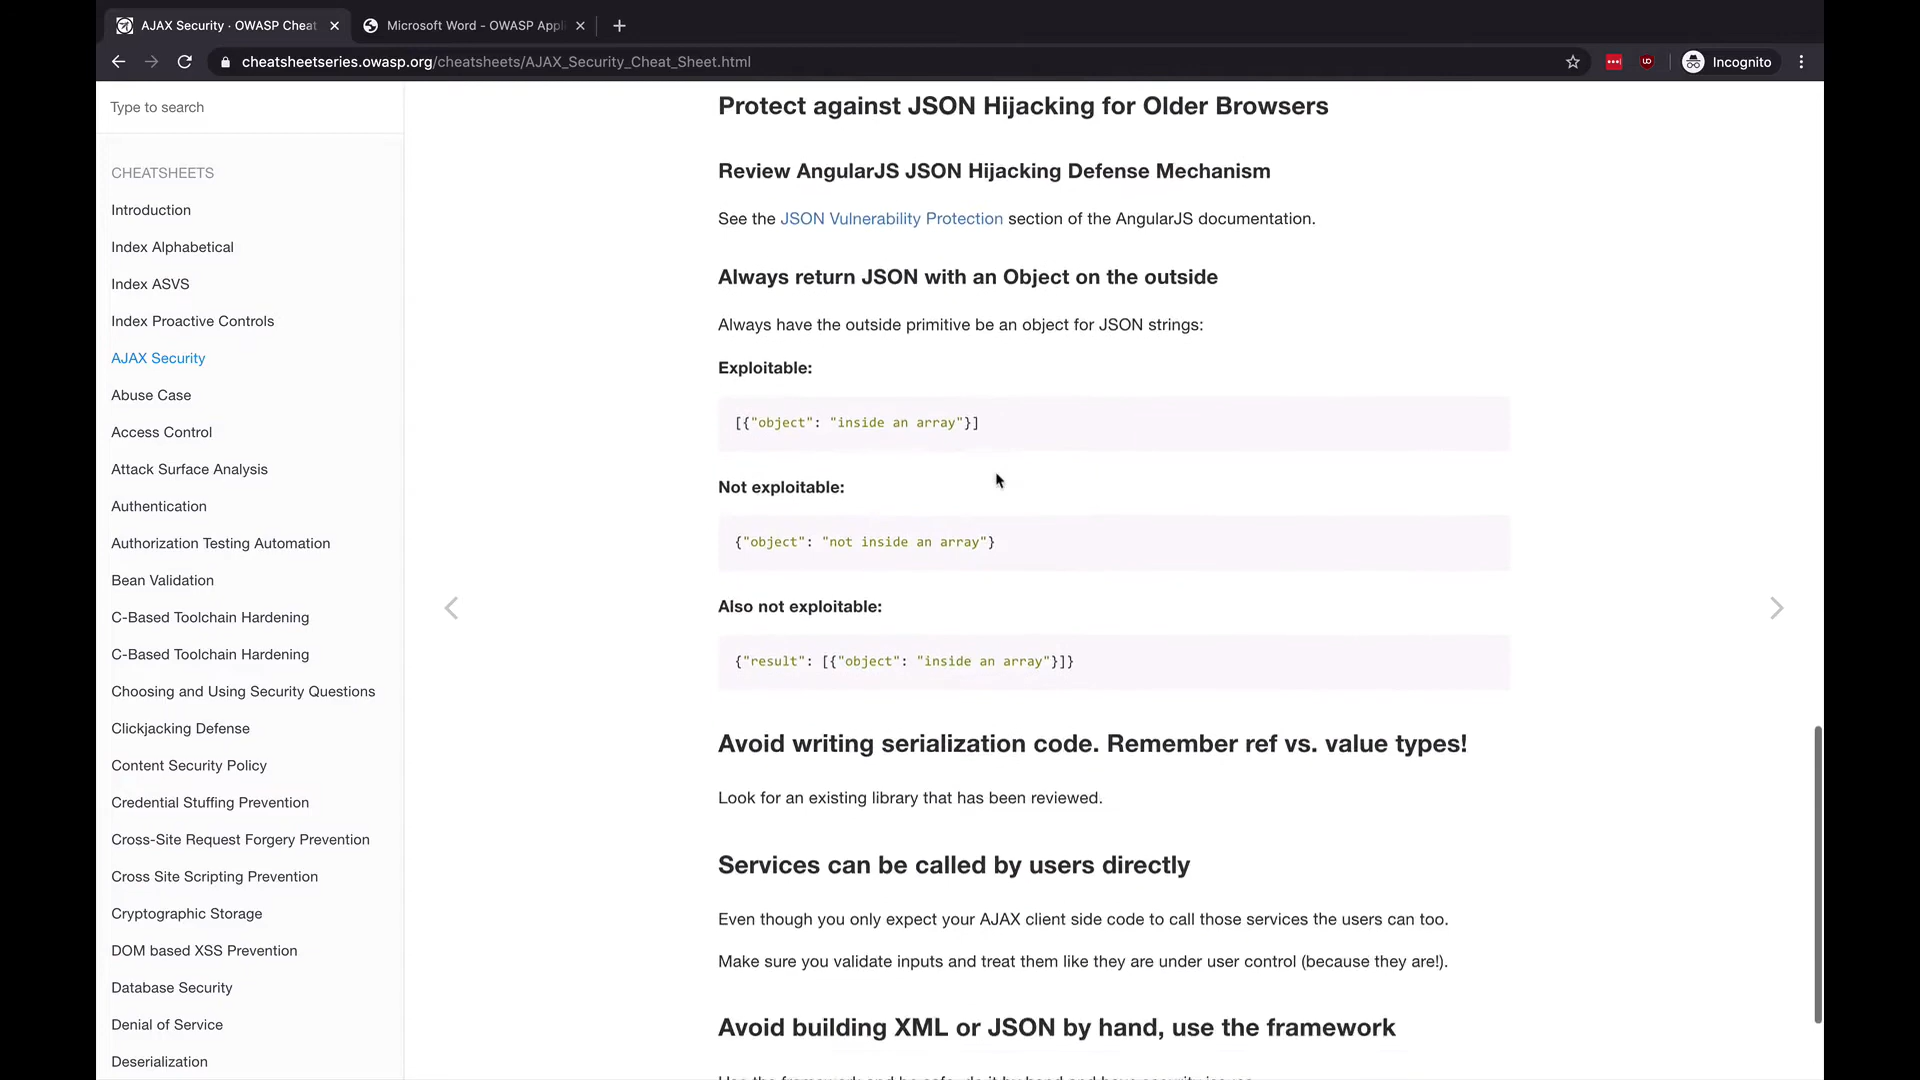 AJAX Security · OWASP Cheat
Microsoft Word - OWASP Appli
cheatsheetseries.owasp.org/cheatsheets/AJAX_Security_Cheat_Sheet.html
Incognito
Type to search
CHEATSHEETS
Introduction
Index Alphabetical
Index ASVS
Index Proactive Controls
AJAX Security
Abuse Case
Access Control
Attack Surface Analysis
Authentication
Authorization Testing Automation
Bean Validation
C-Based Toolchain Hardening
C-Based Toolchain Hardening
Choosing and Using Security Questions
Clickjacking Defense
Content Security Policy
Credential Stuffing Prevention
Cross-Site Request Forgery Prevention
Cross Site Scripting Prevention
Cryptographic Storage
DOM based XSS Prevention
Database Security
Denial of Service
Deserialization
Protect against JSON Hijacking for Older Browsers
Review AngularJS JSON Hijacking Defense Mechanism
See the JSON Vulnerability Protection section of the AngularJS documentation.
Always return JSON with an Object on the outside
Always have the outside primitive be an object for JSON strings:
Exploitable:
[{"object": "inside an array"}]
Not exploitable:
{"object": "not inside an array"}
Also not exploitable:
{"result": [{"object": "inside an array"}]}
Avoid writing serialization code. Remember ref vs. value types!
Look for an existing library that has been reviewed.
Services can be called by users directly
Even though you only expect your AJAX client side code to call those services the users can too.
Make sure you validate inputs and treat them like they are under user control (because they are!).
Avoid building XML or JSON by hand, use the framework